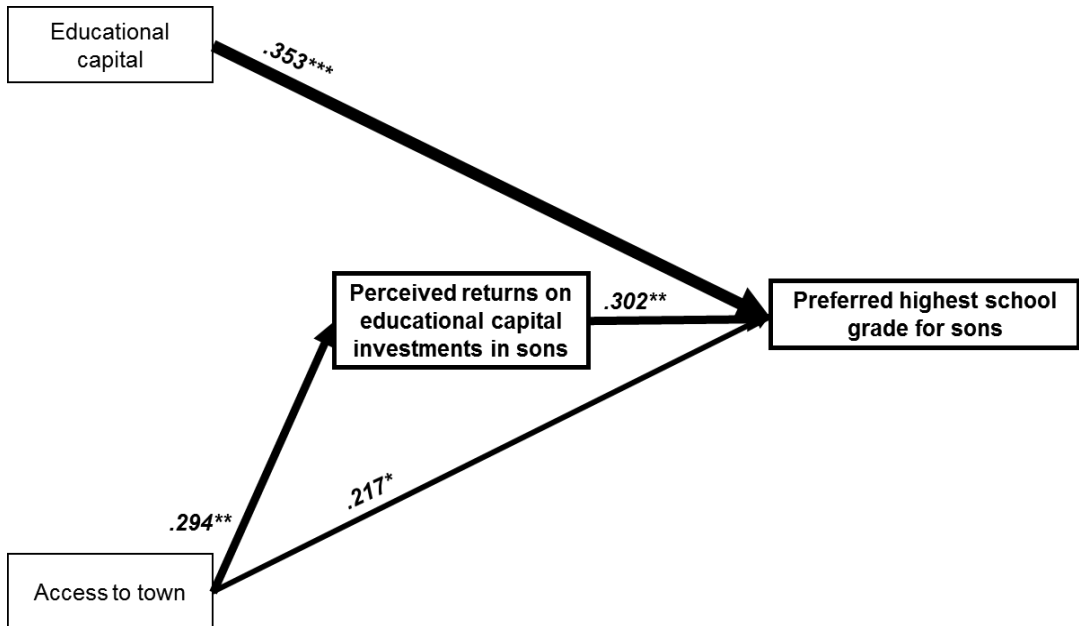 Educational
capital
.353***
Perceived returns on
educational capital
investments in sons
.302**
Preferred highest school
grade for sons
.217*
.294**
Access to town